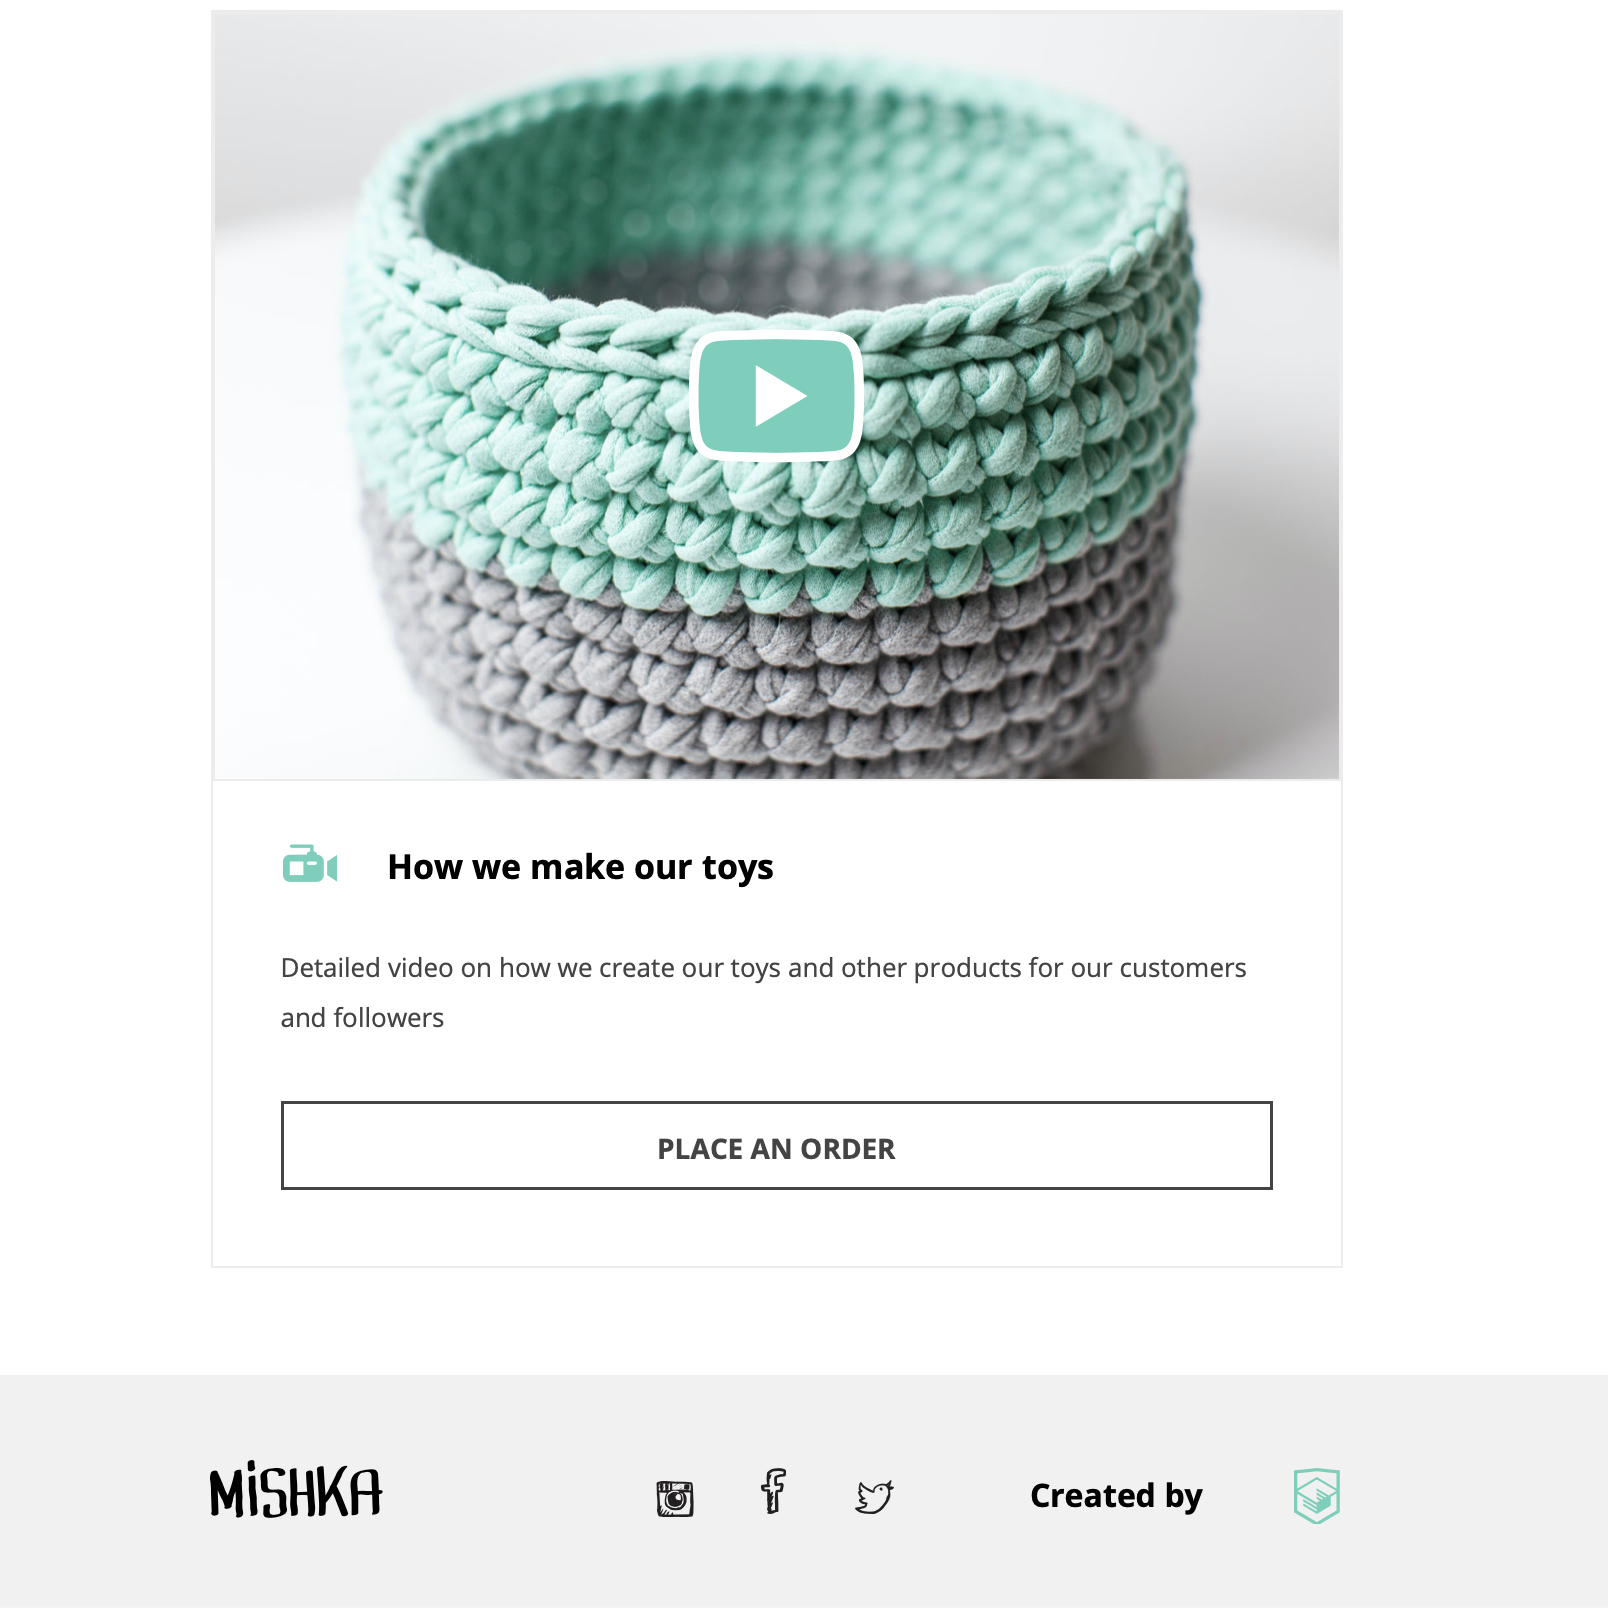 How we make our toys
Detailed video on how we create our toys and other products for our customers
and followers
PLACE AN ORDER
MiSHKA
Created by